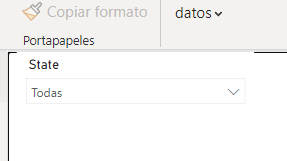 Copiar formato
datos
Portapapeles
State
Todas